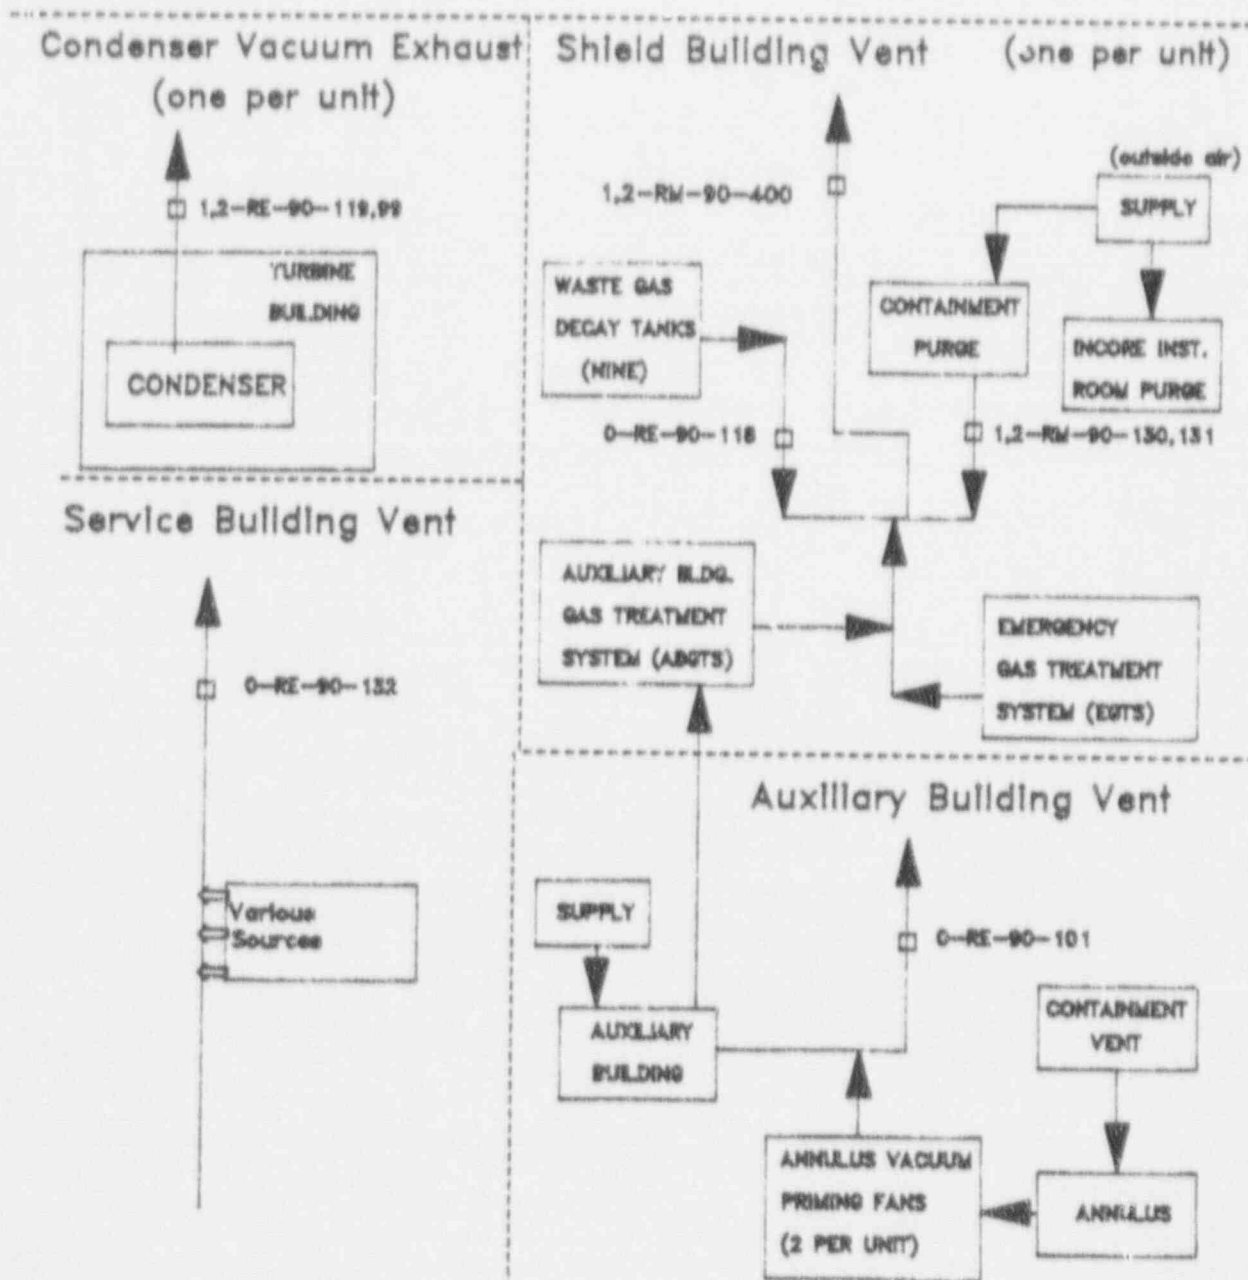 Condenser Vacuum Exhaust
(one per unit)
1,2-RE-90-119,99
TURBINE
BUILDING
CONDENSER
Shield Building Vent (one per unit)
1,2-RM-90-400
(outside air)
SUPPLY
WASTE GAS
DECAY TANKS
(NINE)
CONTAINMENT
PURGE
INCORE INST.
ROOM PURGE
0-RE-90-118
1,2-RM-90-130,131
AUXILIARY BLDG.
GAS TREATMENT
SYSTEM (ABGTS)
EMERGENCY
GAS TREATMENT
SYSTEM (EGTS)
Service Building Vent
0-RE-90-132
Various
Sources
Auxiliary Building Vent
SUPPLY
0-RE-90-101
AUXILIARY
BUILDING
CONTAINMENT
VENT
ANNULUS VACUUM
PRIMING FANS
(2 PER UNIT)
ANNULUS